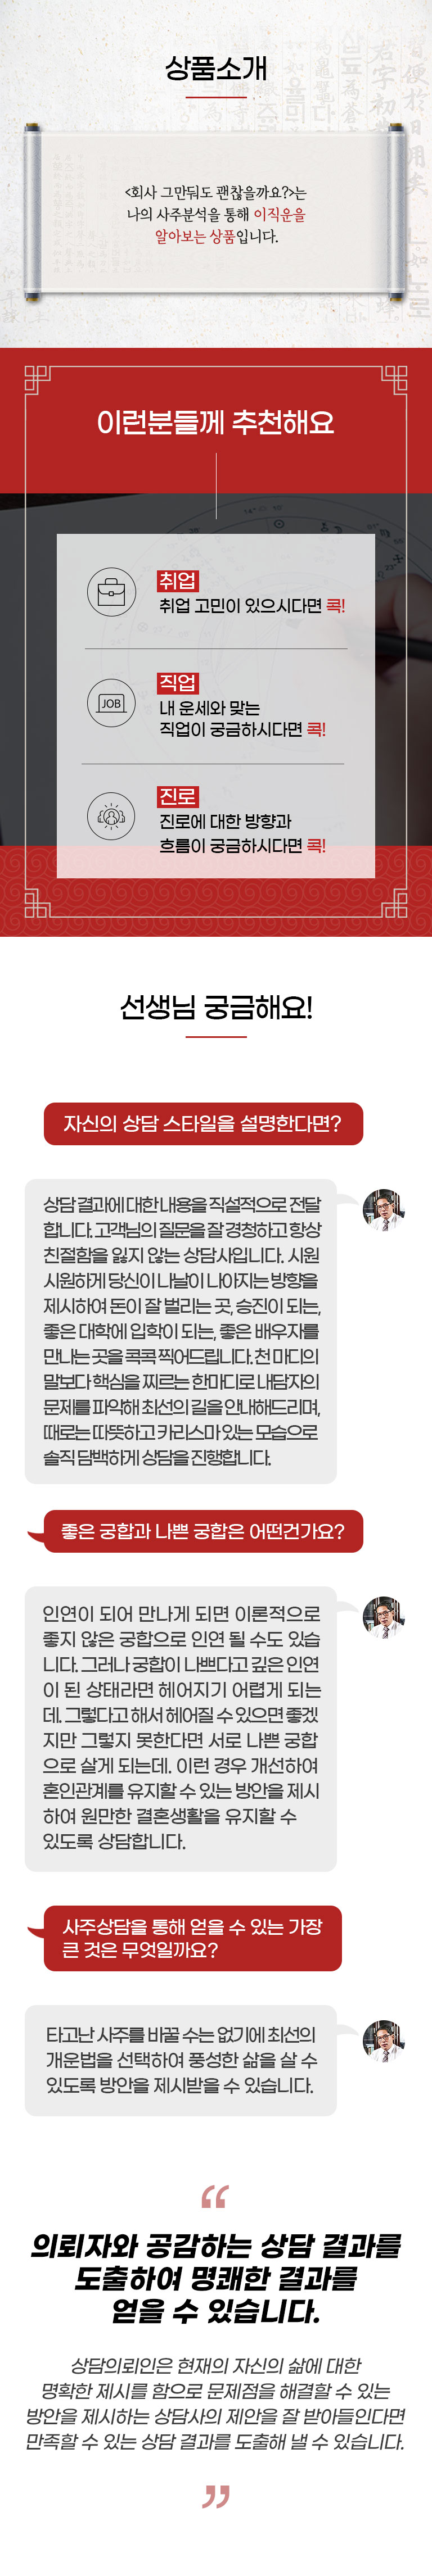 상품소개
<회사 그만둬도 괜찮을까요?>는
나의 사주분석을 통해 이직운을
알아보는 상품입니다.
이런분들께 추천해요
취업
취업 고민이 있으시다면 콕!
JOB
직업
내 운세와 맞는
직업이 궁금하시다면 콕!
진로
진로에 대한 방향과
흐름이 궁금하시다면 콕!
선생님 궁금해요!
자신의 상담 스타일을 설명한다면?
상담 결과에 대한 내용을 직설적으로 전달
합니다. 고객님의 질문을 잘 경청하고 항상
친절함을 잃지 않는 상담사입니다. 시원
시원하게 당신이 나날이 나아지는 방향을
제시하여 돈이 잘 벌리는 곳, 승진이 되는,
좋은 대학에 입학이 되는, 좋은 배우자를
만나는 곳을 콕콕 찍어드립니다. 천 마디의
말보다 핵심을 찌르는 한마디로 내담자의
문제를 파악해 최선의 길을 안내해드리며,
때로는 따뜻하고 카리스마 있는 모습으로
솔직 담백하게 상담을 진행합니다.
좋은 궁합과 나쁜 궁합은 어떤건가요?
인연이 되어 만나게 되면 이론적으로
좋지 않은 궁합으로 인연 될 수도 있습
니다. 그러나 궁합이 나쁘다고 깊은 인연
이 된 상태라면 헤어지기 어렵게 되는
데. 그렇다고 해서 헤어질 수 있으면 좋겠
지만 그렇지 못한다면 서로 나쁜 궁합
으로 살게 되는데. 이런 경우 개선하여
혼인관계를 유지할 수 있는 방안을 제시
하여 원만한 결혼생활을 유지할 수
있도록 상담합니다.
사주상담을 통해 얻을 수 있는 가장
큰 것은 무엇일까요?
타고난 사주를 바꿀 수는 없기에 최선의
개운법을 선택하여 풍성한 삶을 살 수
있도록 방안을 제시받을 수 있습니다.
“
의뢰자와 공감하는 상담 결과를
도출하여 명쾌한 결과를
얻을 수 있습니다.
상담의뢰인은 현재의 자신의 삶에 대한
명확한 제시를 함으로 문제점을 해결할 수 있는
방안을 제시하는 상담사의 제안을 잘 받아들인다면
만족할 수 있는 상담 결과를 도출해 낼 수 있습니다.
”